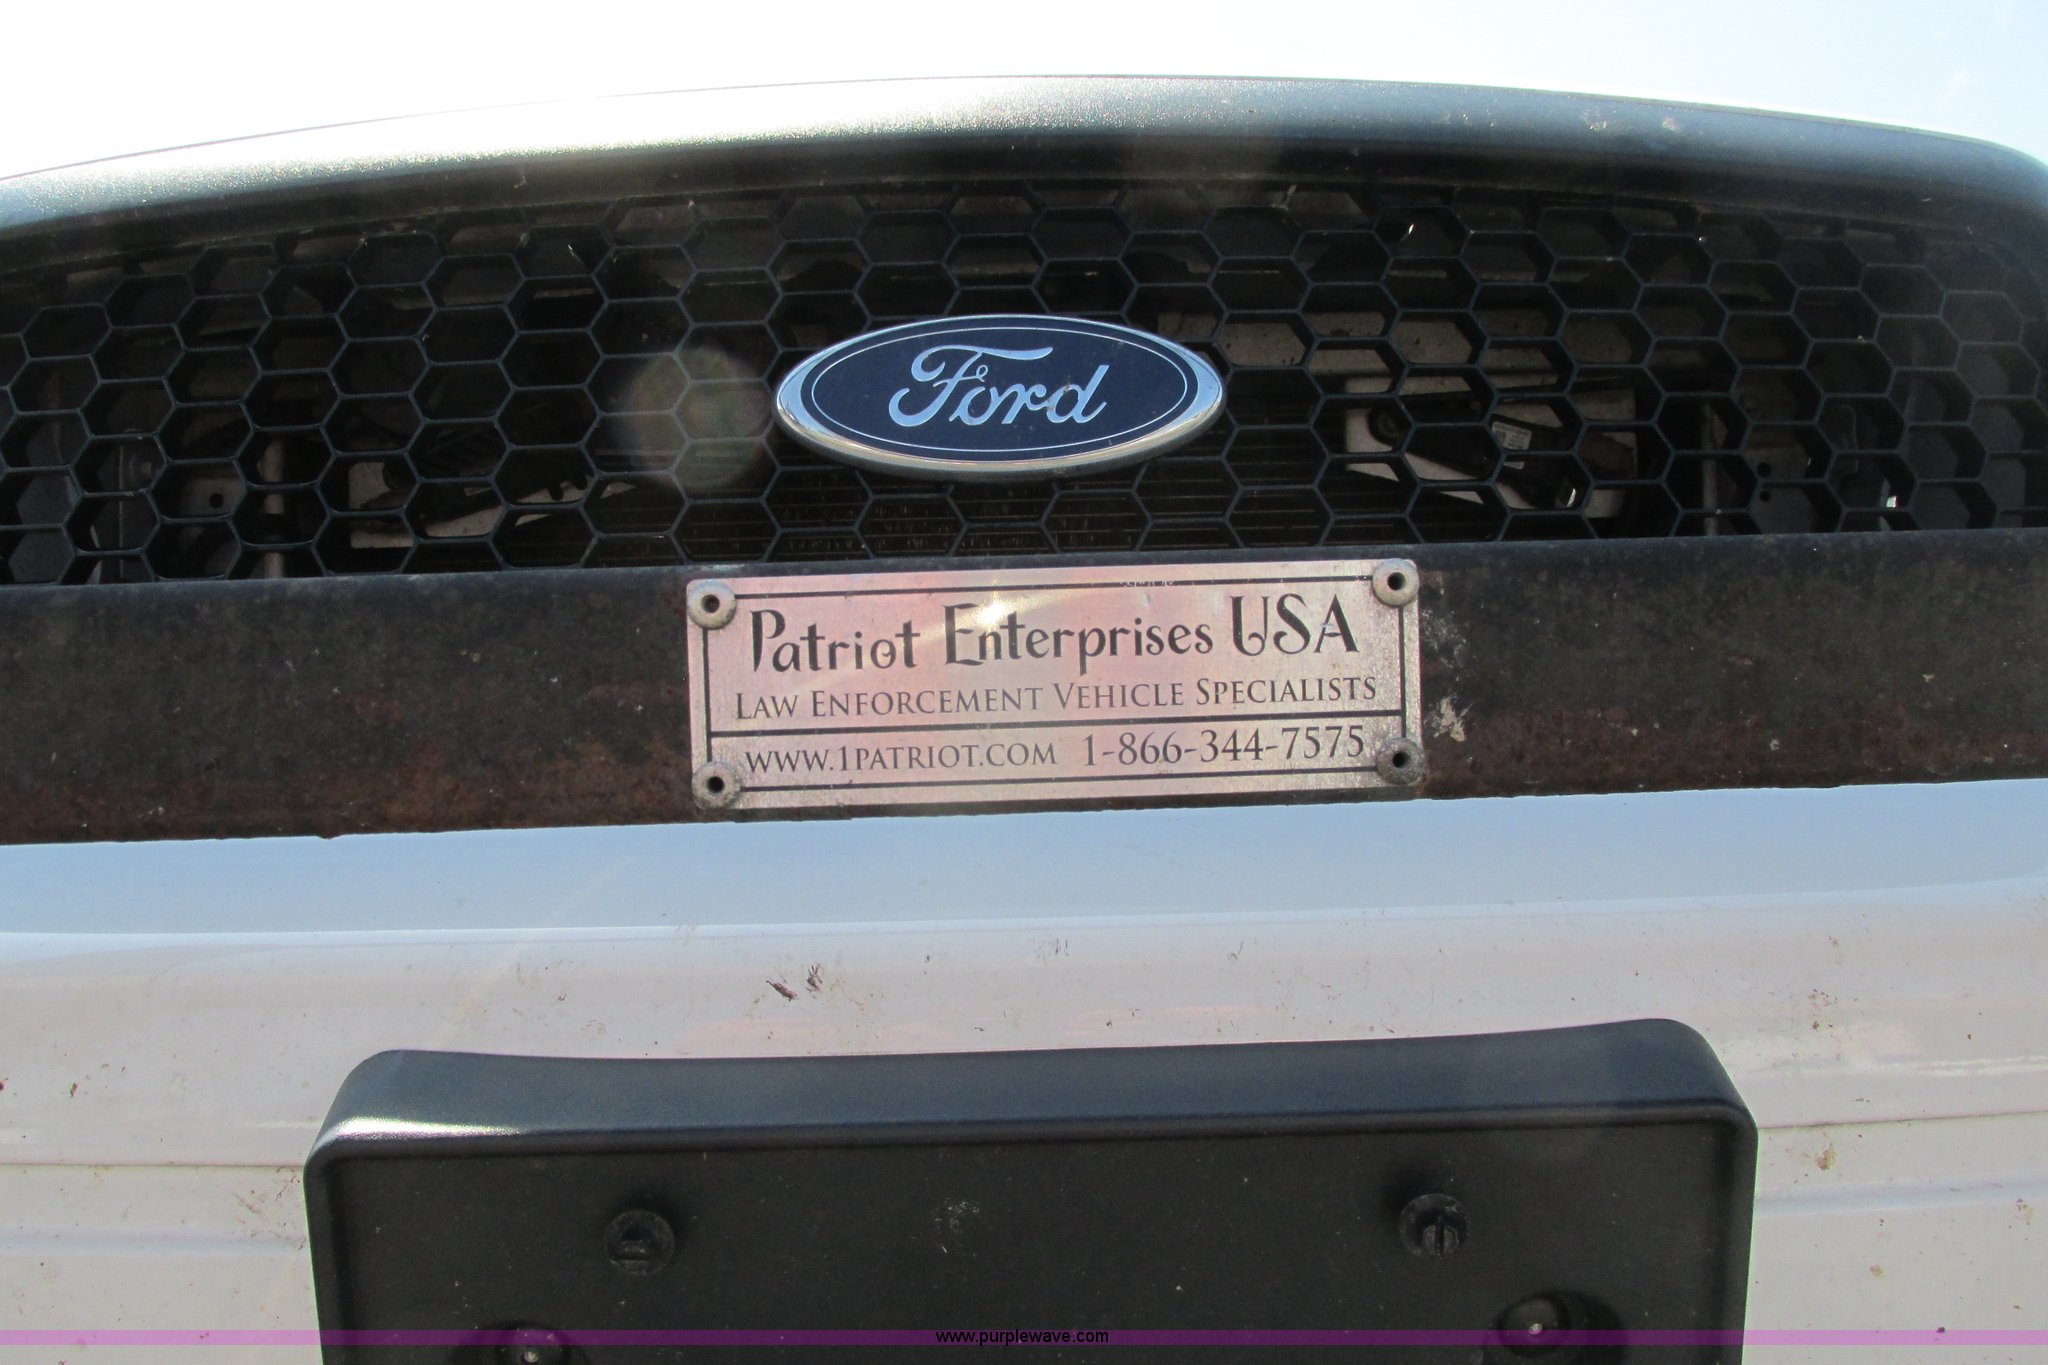 Ford
Patriot Enterprises USA
Law Enforcement Vehicle Specialists
www.1patriot.com 1-866-344-7575
www.purplewave.com